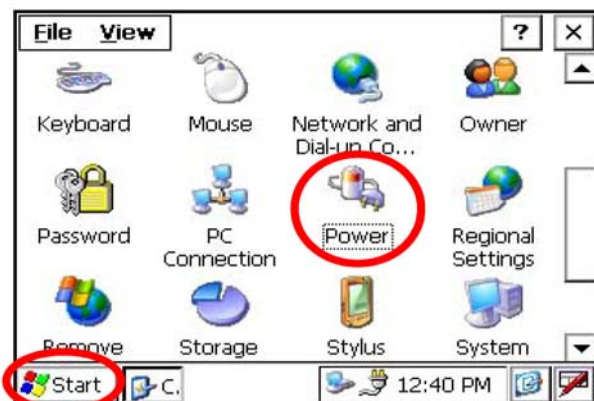 File View ? ×
Keyboard Mouse Network and Dial-up Co... Owner
Password PC Connection Power Regional Settings
Remove Storage Stylus System
Start C. 12:40 PM